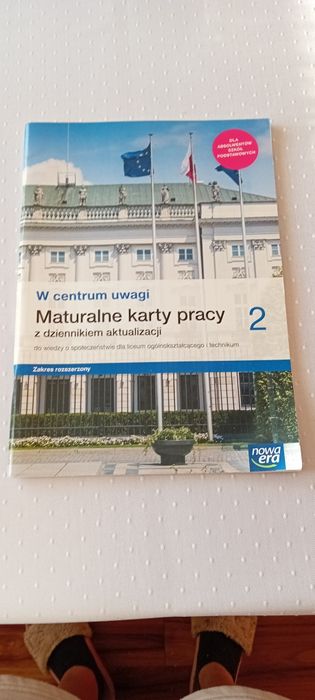 DLA
ABSOLWENTÓW
SZKÓŁ
PODSTAWOWYCH
W centrum uwagi
Maturalne karty pracy 2
z dziennikiem aktualizacji
do wiedzy o społeczeństwie dla liceum ogólnokształcącego i technikum
Zakres rozszerzony
nowa
era